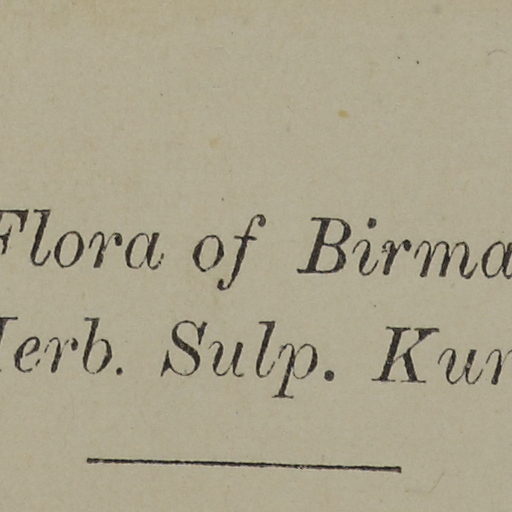 Flora of Birma
Herb. Sulp. Kur